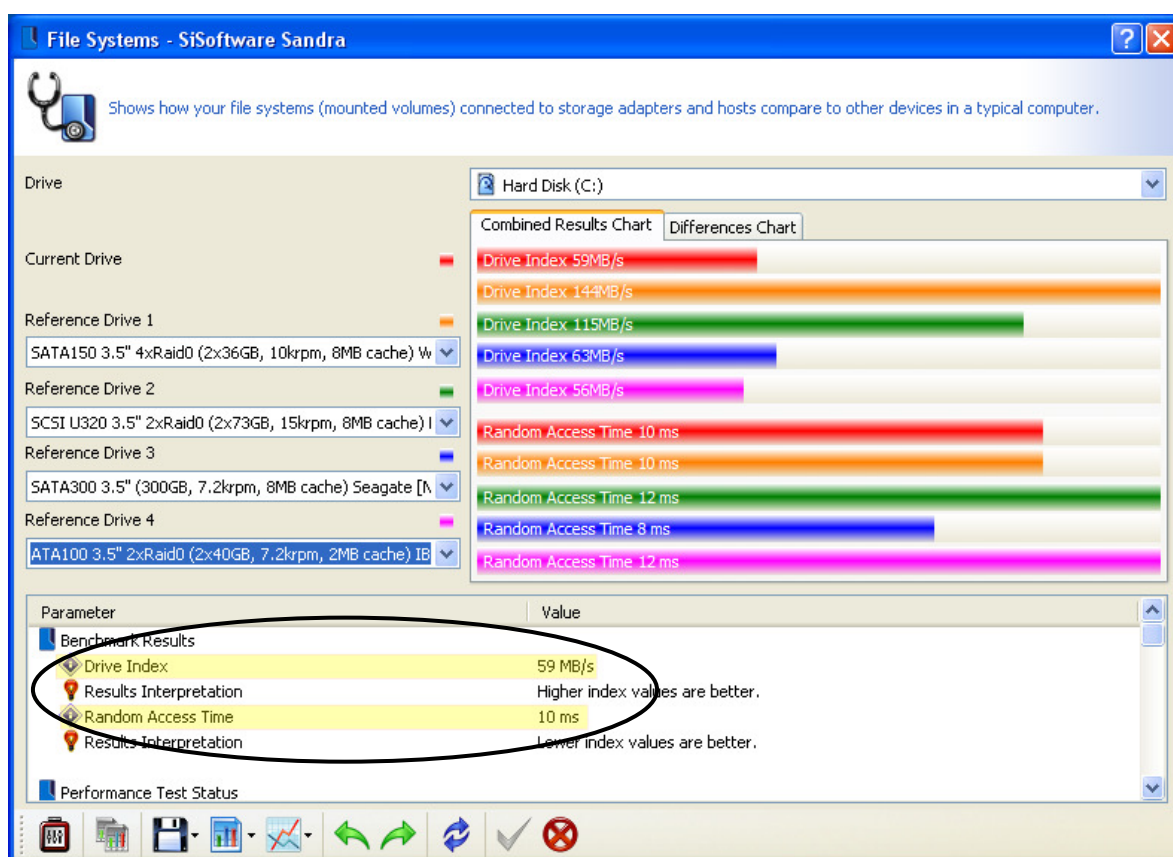 File Systems - SiSoftware Sandra
Shows how your file systems (mounted volumes) connected to storage adapters and hosts compare to other devices in a typical computer.
Drive
Hard Disk (C:)
Combined Results Chart Differences Chart
Current Drive
Drive Index 59MB/s
Drive Index 144MB/s
Reference Drive 1
Drive Index 115MB/s
SATA150 3.5" 4xRaid0 (2x36GB, 10krpm, 8MB cache) W
Drive Index 63MB/s
Reference Drive 2
Drive Index 56MB/s
SCSI U320 3.5" 2xRaid0 (2x73GB, 15krpm, 8MB cache)
Random Access Time 10 ms
Reference Drive 3
Random Access Time 10 ms
SATA300 3.5" (300GB, 7.2krpm, 8MB cache) Seagate
Random Access Time 12 ms
Reference Drive 4
Random Access Time 8 ms
ATA100 3.5" 2xRaid0 (2x40GB, 7.2krpm, 2MB cache) IB
Random Access Time 12 ms
Parameter Value
Benchmark Results
Drive Index 59 MB/s
Results Interpretation Higher index values are better.
Random Access Time 10 ms
Results Interpretation Lower index values are better.
Performance Test Status